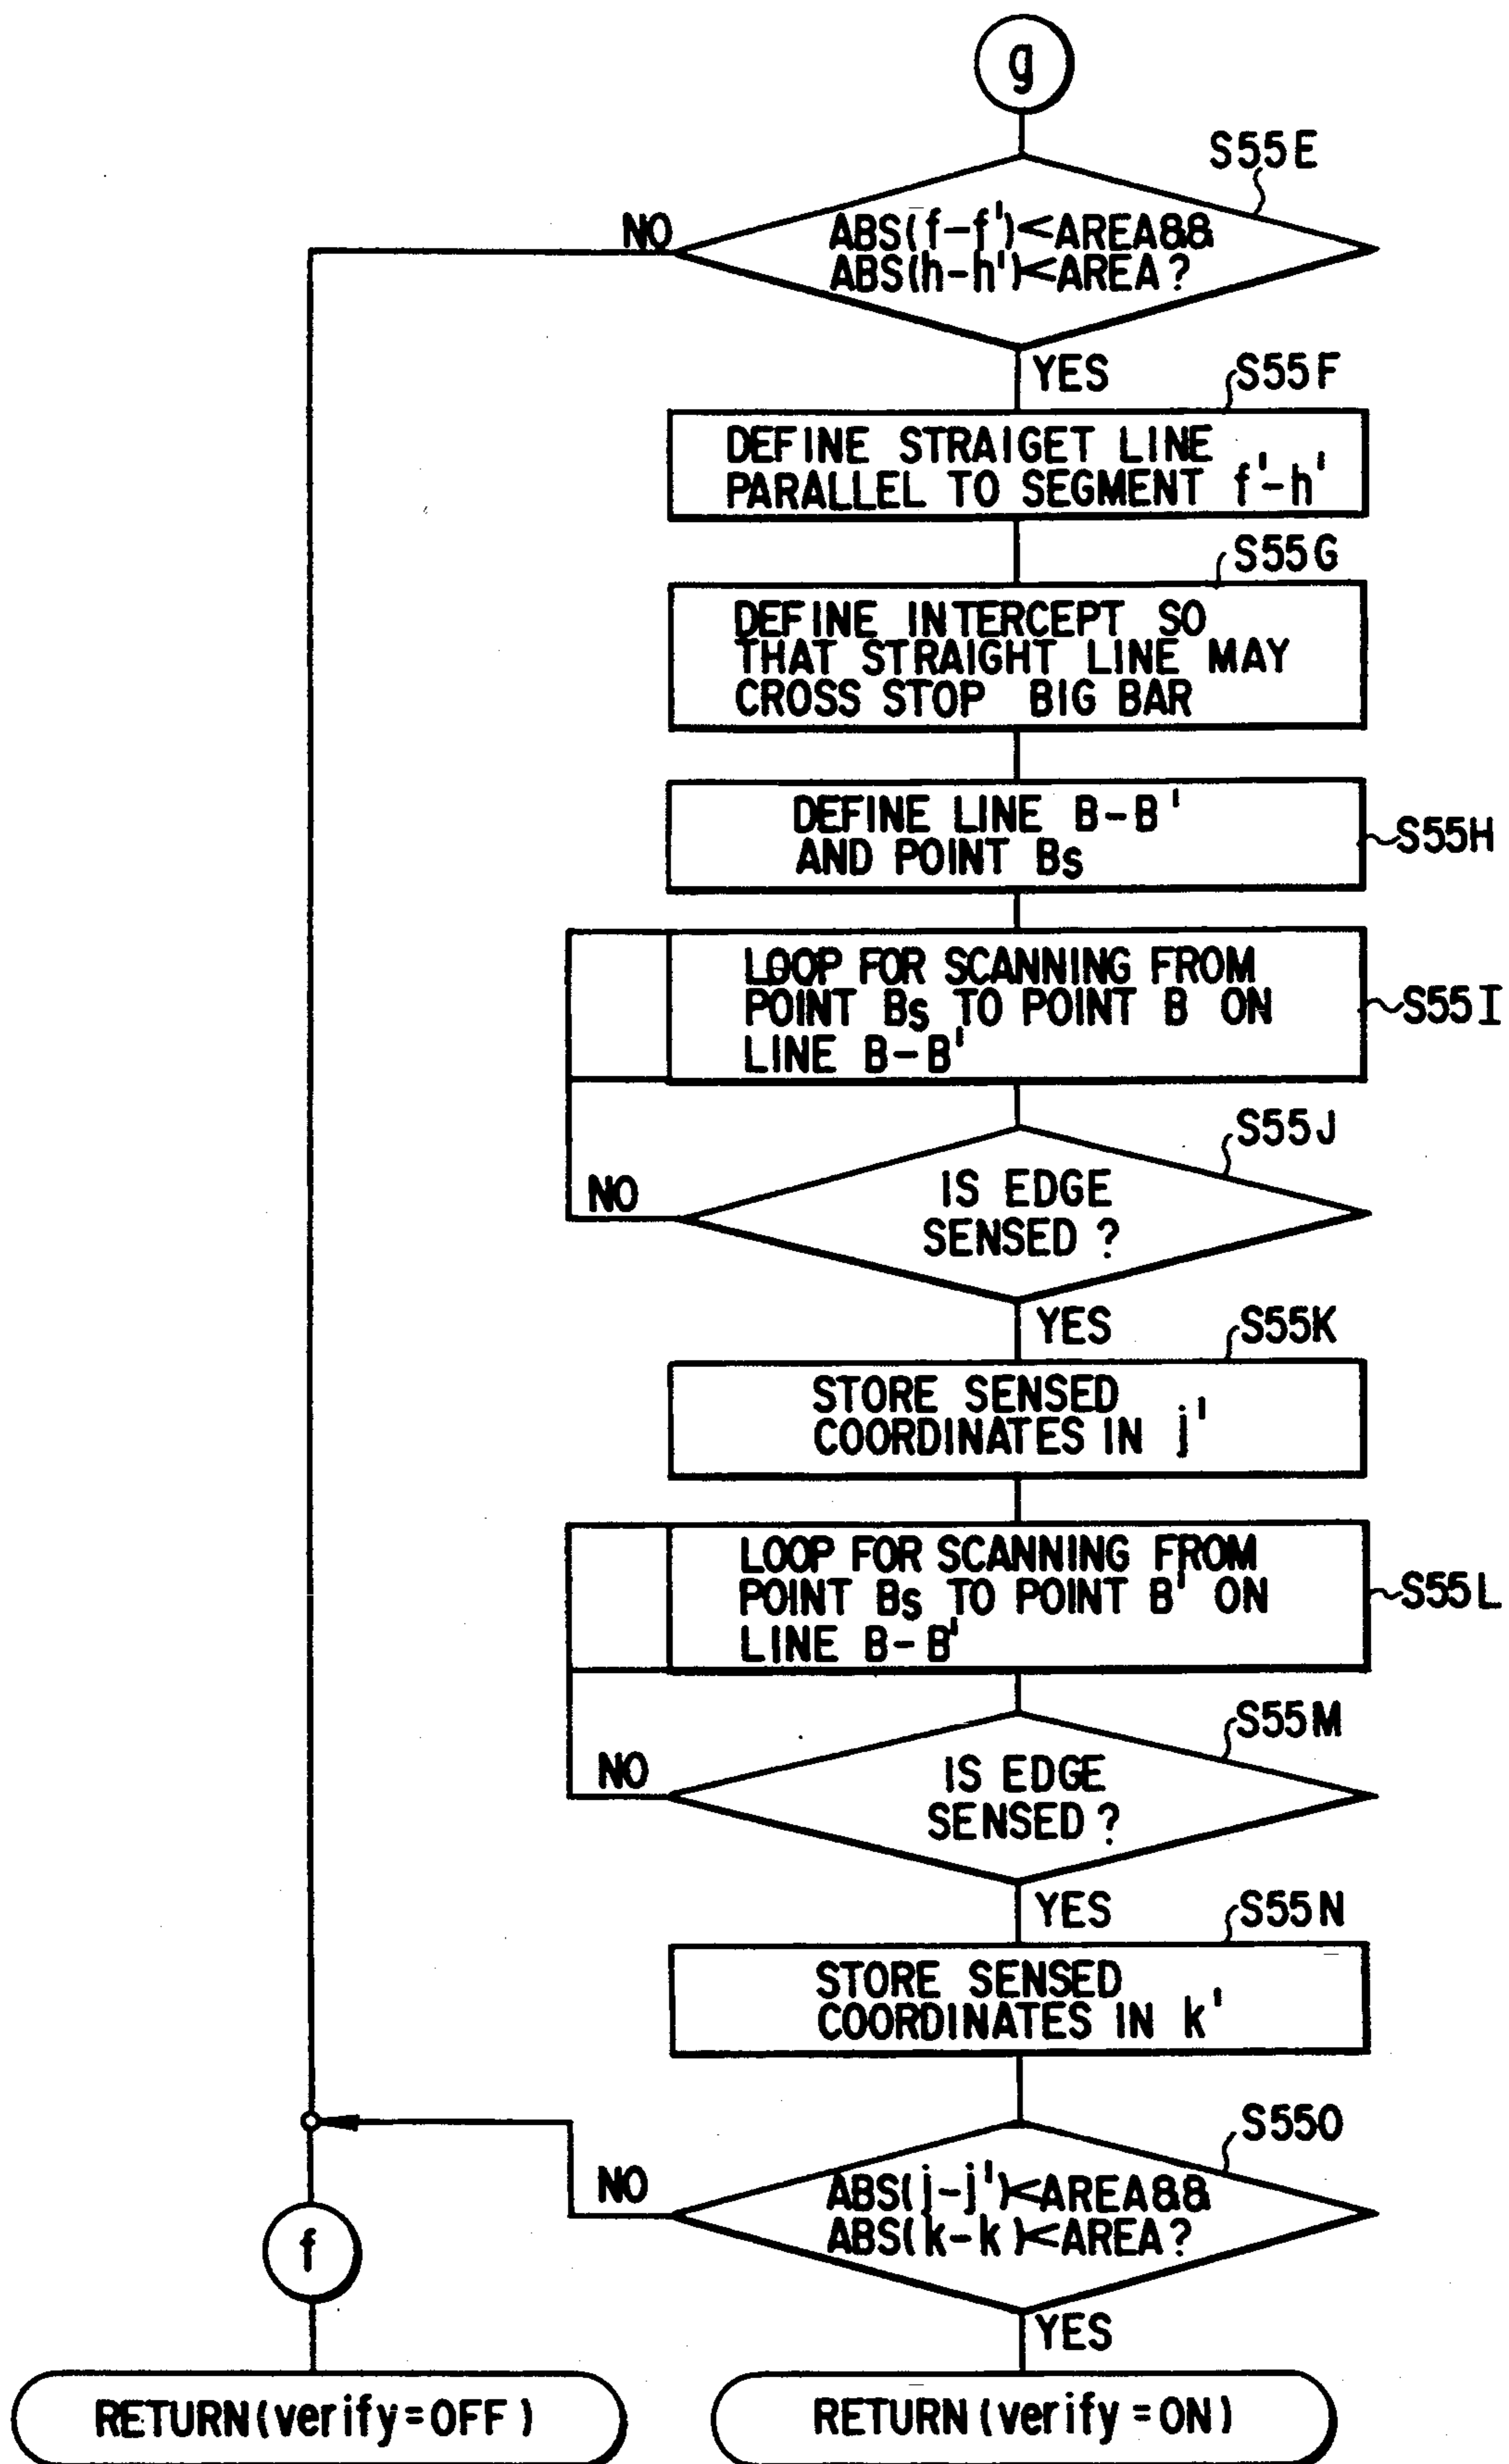 g
S55E
NO
ABS(f-f')<AREA&&
ABS(h-h')<AREA?
YES
S55F
DEFINE STRAIGET LINE
PARALLEL TO SEGMENT f'-h'
S55G
DEFINE INTERCEPT SO
THAT STRAIGHT LINE MAY
CROSS STOP BIG BAR
DEFINE LINE B-B'
AND POINT Bs
S55H
LOOP FOR SCANNING FROM
POINT Bs TO POINT B ON
LINE B-B'
S55I
S55J
NO
IS EDGE
SENSED ?
YES
S55K
STORE SENSED
COORDINATES IN j'
LOOP FOR SCANNING FROM
POINT Bs TO POINT B' ON
LINE B-B'
S55L
S55M
NO
IS EDGE
SENSED ?
YES
S55N
STORE SENSED
COORDINATES IN k'
S55O
NO
ABS(j-j')<AREA&&
ABS(k-k )<AREA?
f
YES
RETURN(verify=OFF)
RETURN(verify=ON)